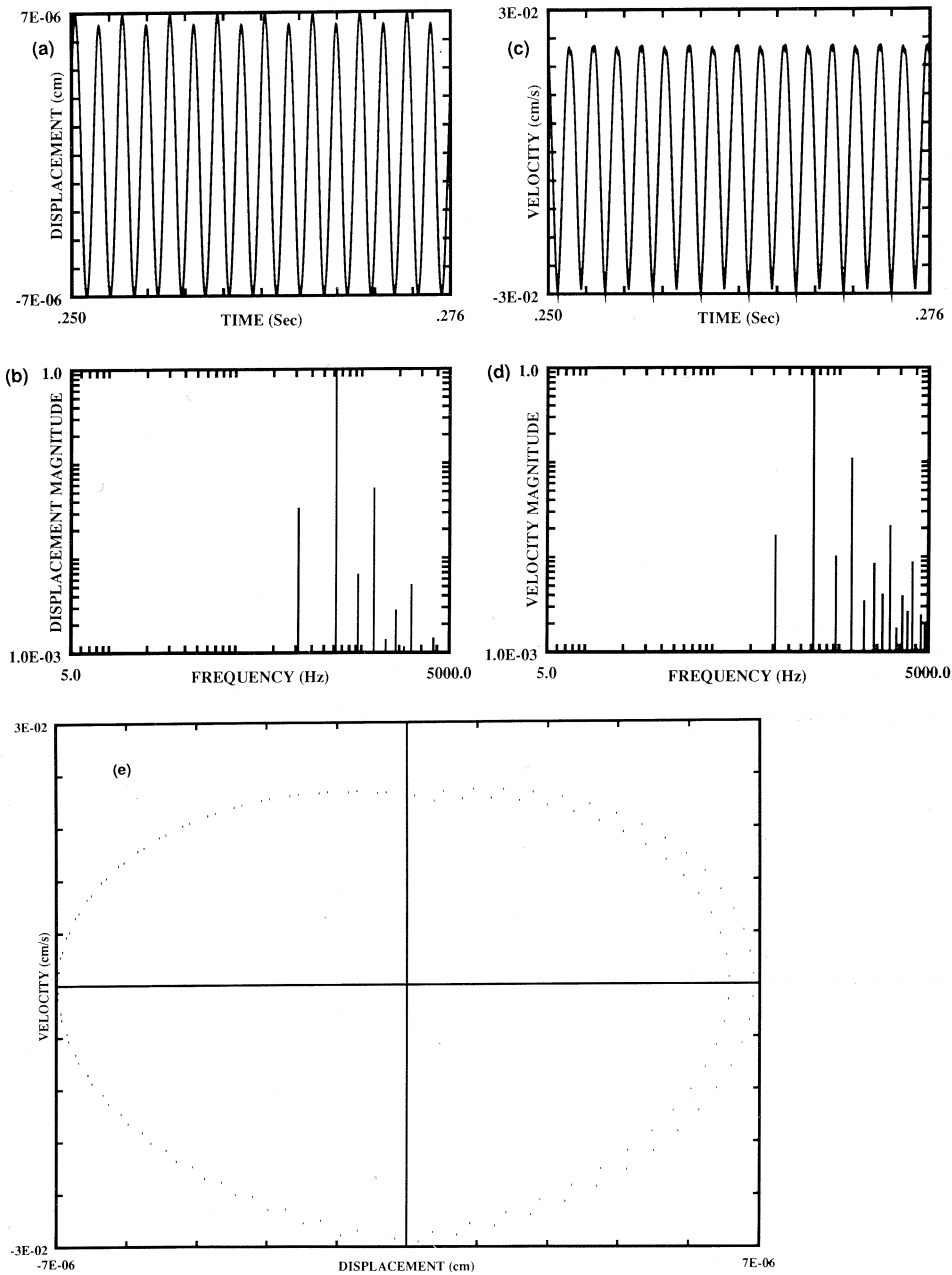 (a)
7E-06
DISPLACEMENT (cm)
-7E-06
.250
TIME (Sec)
.276
(c)
3E-02
VELOCITY (cm/s)
-3E-02
.250
TIME (Sec)
.276
(b)
1.0
DISPLACEMENT MAGNITUDE
1.0E-03
5.0
FREQUENCY (Hz)
5000.0
(d)
1.0
VELOCITY MAGNITUDE
1.0E-03
5.0
FREQUENCY (Hz)
5000.0
3E-02
(e)
VELOCITY (cm/s)
-3E-02
-7E-06
DISPLACEMENT (cm)
7E-06